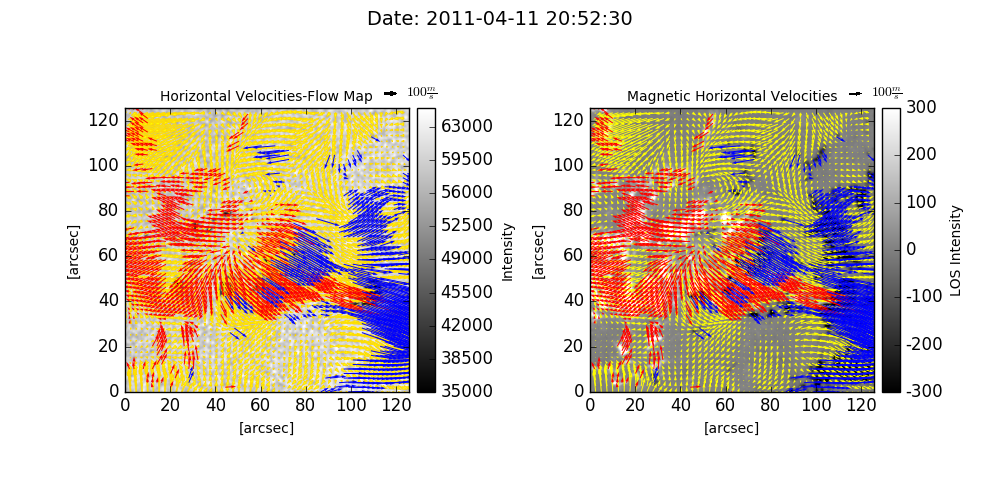 Date: 2011-04-11 20:52:30
Horizontal Velocities-Flow Map
100 m/s
120
100
80
60
40
20
0
[arcsec]
0 20 40 60 80 100 120
[arcsec]
63000
59500
56000
52500
49000
45500
42000
38500
35000
Intensity
Magnetic Horizontal Velocities
100 m/s
120
100
80
60
40
20
0
[arcsec]
0 20 40 60 80 100 120
[arcsec]
300
200
100
0
-100
-200
-300
LOS Intensity